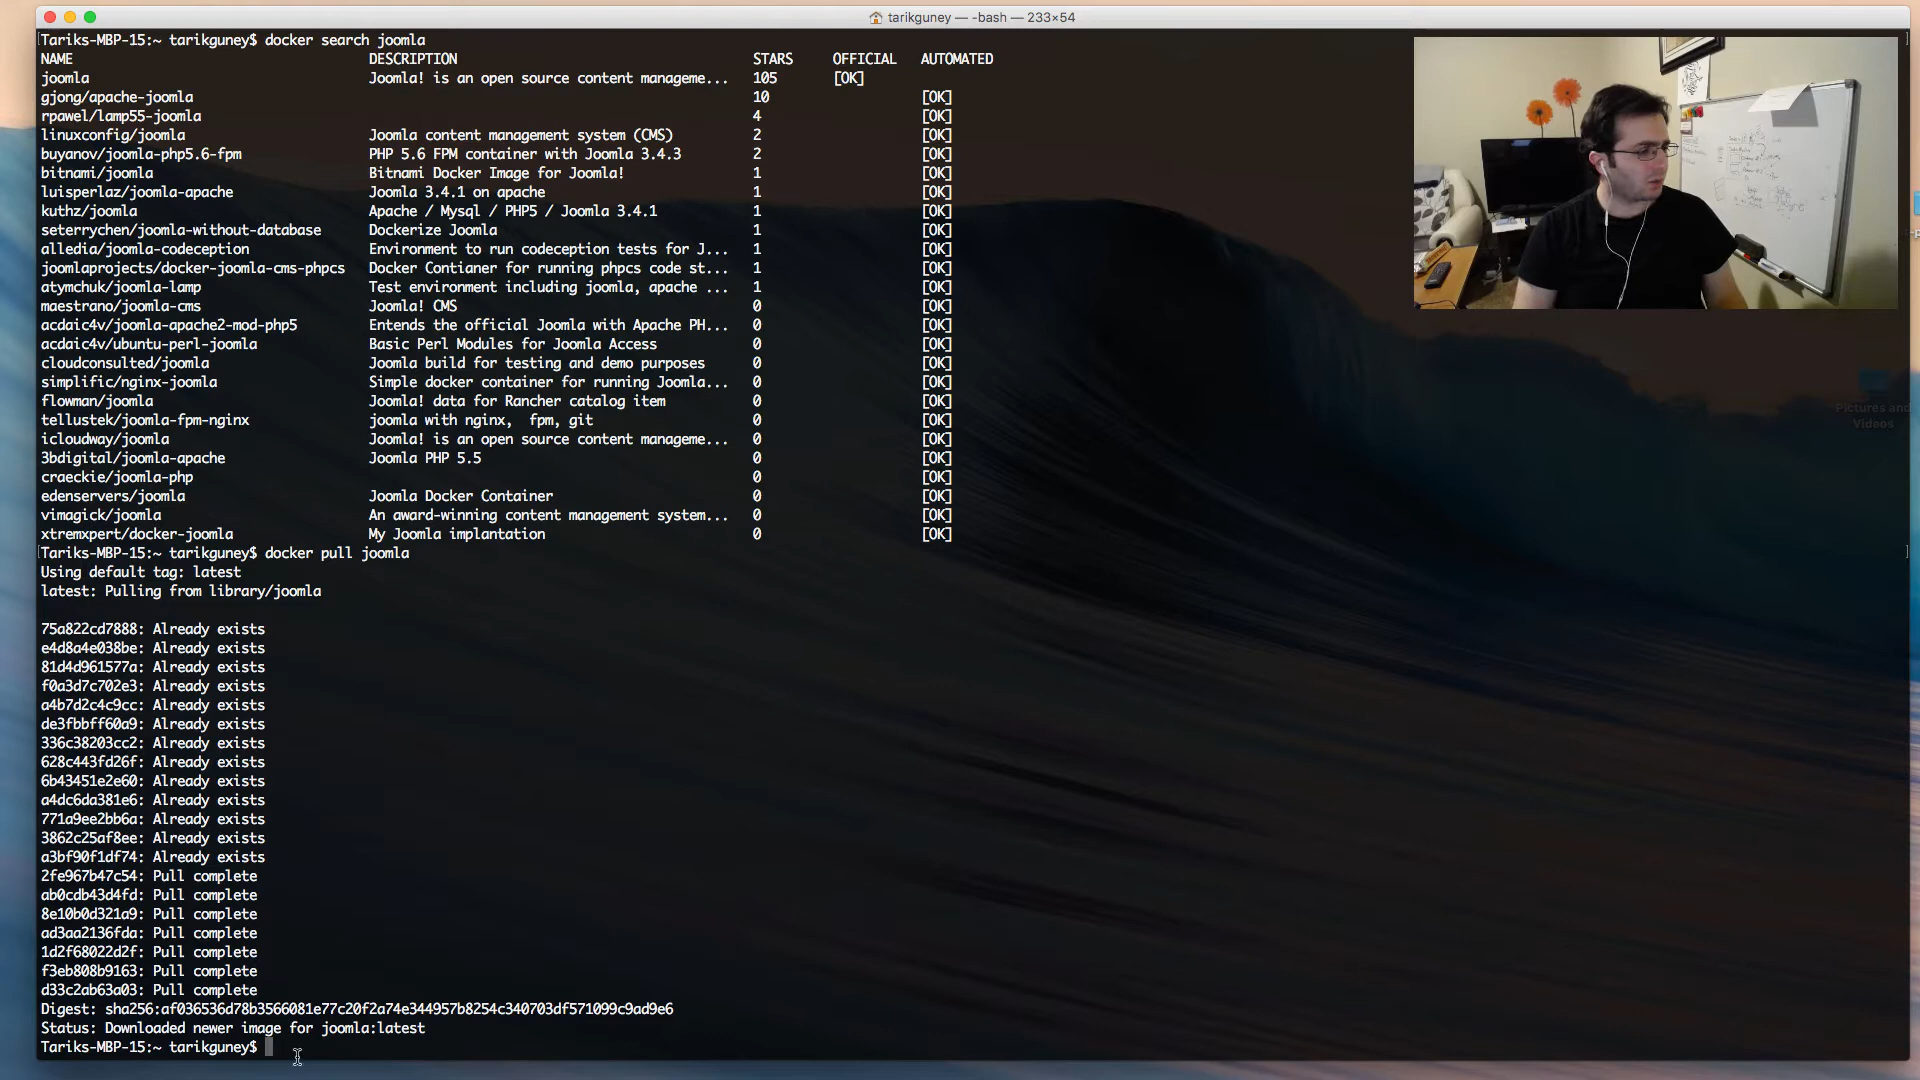 tarikguney — -bash — 233×54
Tariks-MBP-15:~ tarikguney$ docker search joomla
NAME DESCRIPTION STARS OFFICIAL AUTOMATED
joomla Joomla! is an open source content manageme... 105 [OK]
gjong/apache-joomla 10 [OK]
rpawel/lamp55-joomla 4 [OK]
linuxconfig/joomla Joomla content management system (CMS) 2 [OK]
buyanov/joomla-php5.6-fpm PHP 5.6 FPM container with Joomla 3.4.3 2 [OK]
bitnami/joomla Bitnami Docker Image for Joomla! 1 [OK]
luisperlaz/joomla-apache Joomla 3.4.1 on apache 1 [OK]
kuthz/joomla Apache / Mysql / PHP5 / Joomla 3.4.1 1 [OK]
seterrychen/joomla-without-database Dockerize Joomla 1 [OK]
alledia/joomla-codeception Environment to run codeception tests for J... 1 [OK]
joomlaprojects/docker-joomla-cms-phpcs Docker Contianer for running phpcs code st... 1 [OK]
atymchuk/joomla-lamp Test environment including joomla, apache ... 1 [OK]
maestrano/joomla-cms Joomla! CMS 0 [OK]
acdaic4v/joomla-apache2-mod-php5 Entends the official Joomla with Apache PH... 0 [OK]
acdaic4v/ubuntu-perl-joomla Basic Perl Modules for Joomla Access 0 [OK]
cloudconsulted/joomla Joomla build for testing and demo purposes 0 [OK]
simplific/nginx-joomla Simple docker container for running Joomla... 0 [OK]
flowman/joomla Joomla! data for Rancher catalog item 0 [OK]
tellustek/joomla-fpm-nginx joomla with nginx, fpm, git 0 [OK]
icloudway/joomla Joomla! is an open source content manageme... 0 [OK]
3bdigital/joomla-apache Joomla PHP 5.5 0 [OK]
craeckie/joomla-php 0 [OK]
edenservers/joomla Joomla Docker Container 0 [OK]
vimagick/joomla An award-winning content management system... 0 [OK]
xtremxpert/docker-joomla My Joomla implantation 0 [OK]
Tariks-MBP-15:~ tarikguney$ docker pull joomla
Using default tag: latest
latest: Pulling from library/joomla
75a822cd7888: Already exists
e4d8a4e038be: Already exists
81d4d961577a: Already exists
f0a3d7c702e3: Already exists
a4b7d2c4c9cc: Already exists
de3fbbff60a9: Already exists
336c38203cc2: Already exists
628c443fd26f: Already exists
6b43451e2e60: Already exists
a4dc6da381e6: Already exists
771a9ee2bb6a: Already exists
3862c25af8ee: Already exists
a3bf90f1df74: Already exists
2fe967b47c54: Pull complete
ab0cdb43d4fd: Pull complete
8e10b0d321a9: Pull complete
ad3aa2136fda: Pull complete
1d2f68022d2f: Pull complete
f3eb808b9163: Pull complete
d33c2ab63a03: Pull complete
Digest: sha256:af036536d78b3566081e77c20f2a74e344957b8254c340703df571099c9ad9e6
Status: Downloaded newer image for joomla:latest
Tariks-MBP-15:~ tarikguney$
Pictures and
Videos